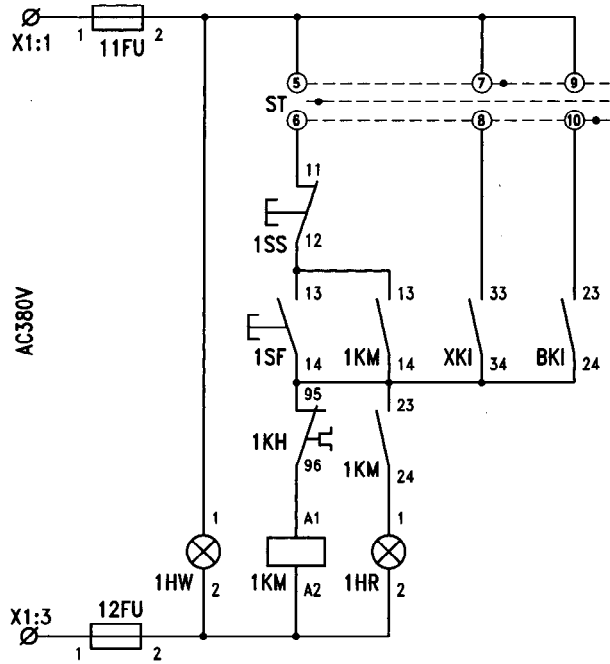 X1:1
1 11FU 2
5 7 9
ST
6 8 10
11
1SS 12
13 13 33 23
1SF 14 1KM 14 XKI 34 BKI 24
AC380V
95 23
1KH 96 1KM 24
1 A1 1
1HW 2 1KM A2 1HR 2
X1:3
1 12FU 2